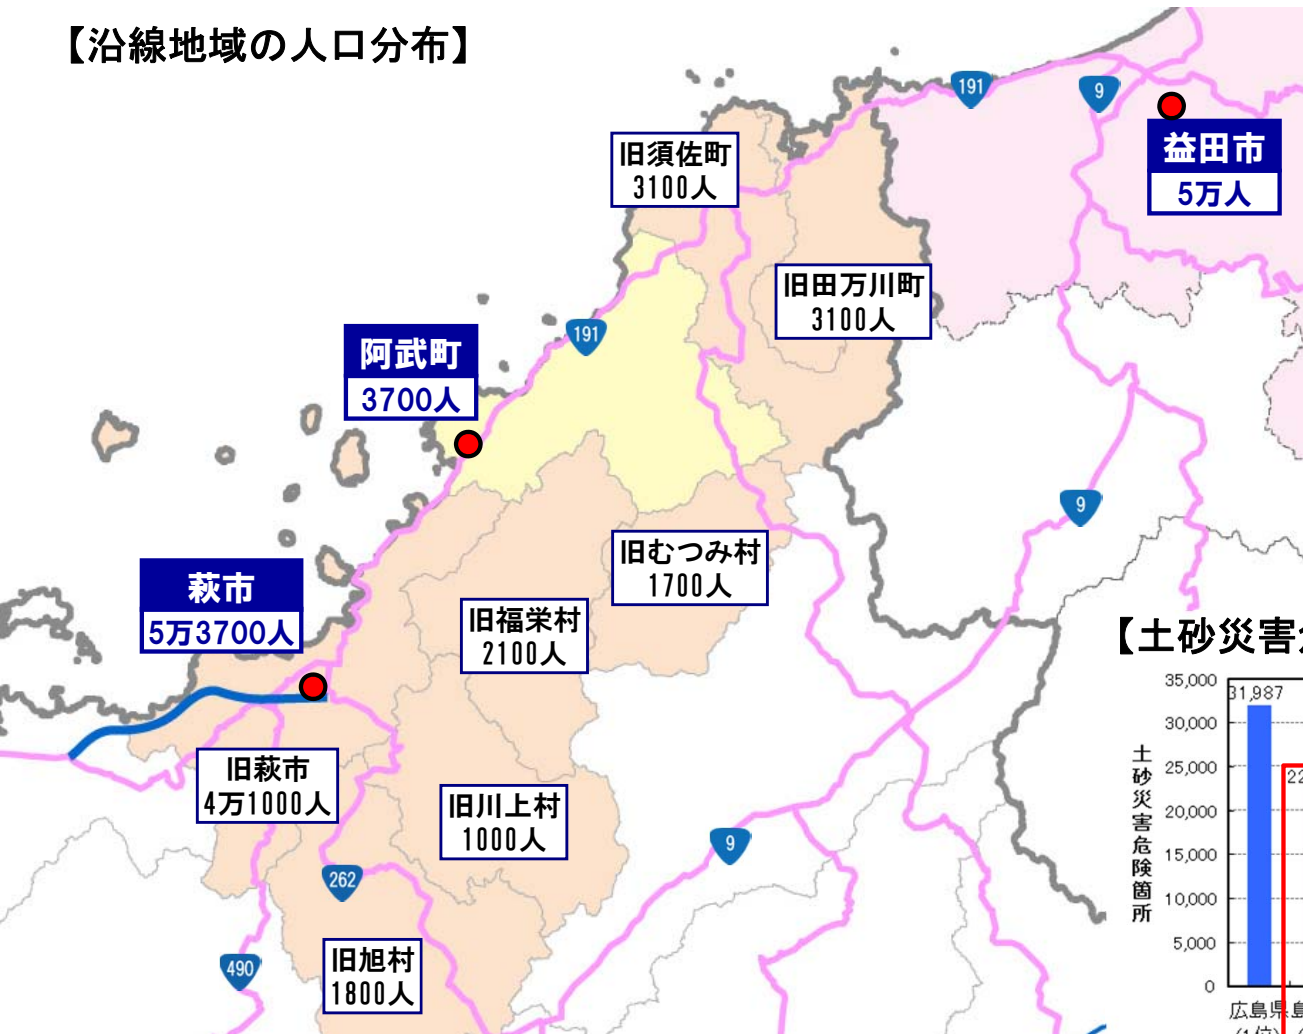 【沿線地域の人口分布】
191
9
益田市
5万人
旧須佐町
3100人
旧田万川町
3100人
191
阿武町
3700人
9
旧むつみ村
1700人
萩市
5万3700人
旧福栄村
2100人
旧萩市
4万1000人
旧川上村
1000人
9
262
旧旭村
1800人
490
【土砂災害
土砂災害危険箇所
35,000
30,000
25,000
20,000
15,000
10,000
5,000
0
31,987
22
広島県 島